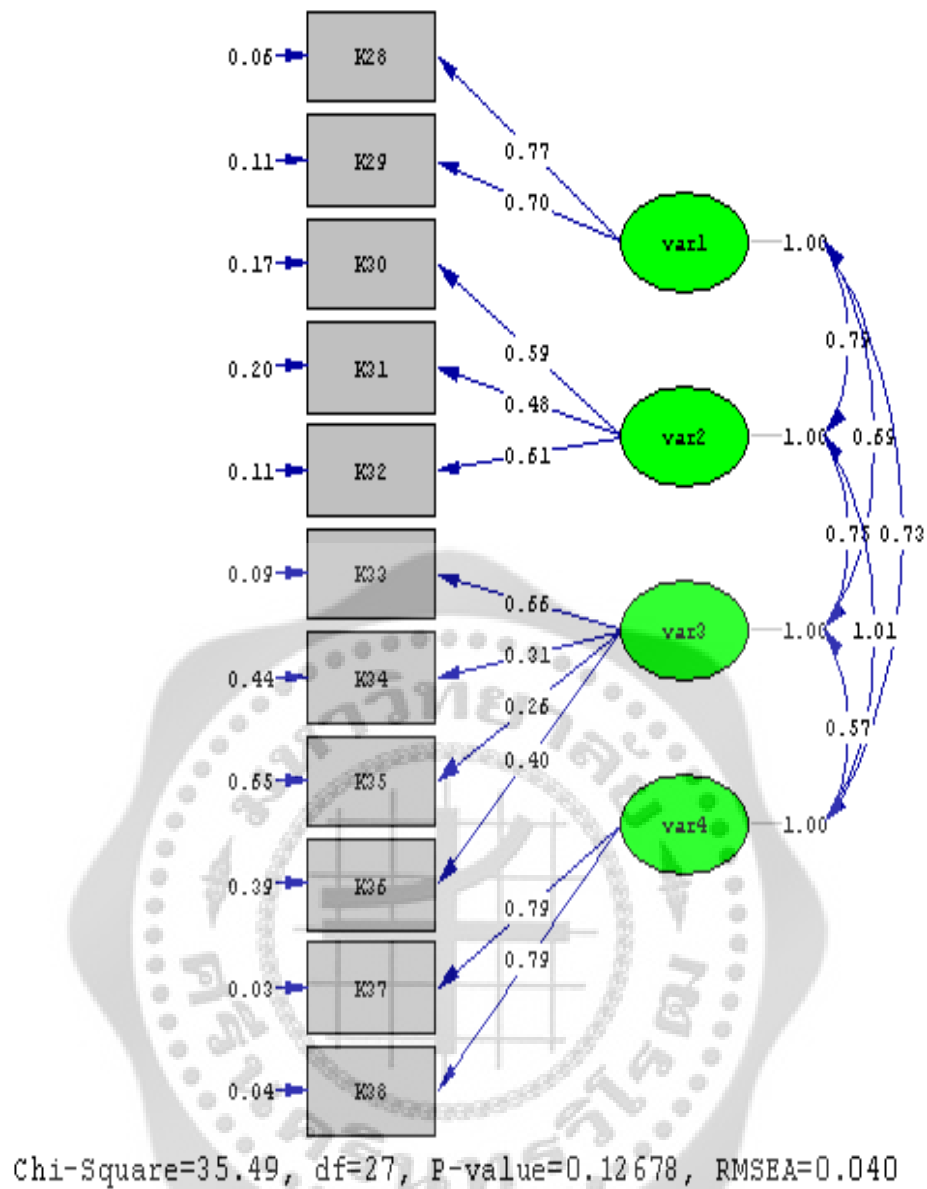 0.06 K28
0.77
0.11 K29
0.70
var1 1.00
0.17 K30
0.59
0.79
0.20 K31
0.48
var2 1.00 0.69
0.61
0.11 K32
0.75 0.73
0.09 K33
0.66
var3 1.00 1.01
0.31
0.44 K34
0.26
0.57
0.40
0.65 K35
var4 1.00
0.39 K36
0.79
0.79
0.03 K37
0.04 K38
Chi-Square=35.49, df=27, P-value=0.12678, RMSEA=0.040